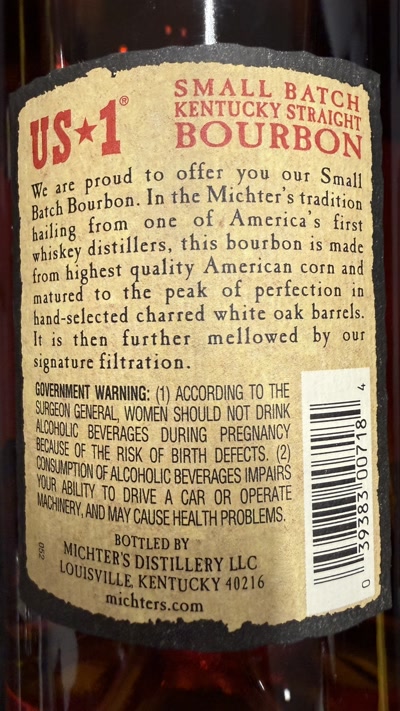 US★1®
SMALL BATCH
KENTUCKY STRAIGHT
BOURBON
We are proud to offer you our Small
Batch Bourbon. In the Michter's tradition
hailing from one of America's first
whiskey distillers, this bourbon is made
from highest quality American corn and
matured to the peak of perfection in
hand-selected charred white oak barrels.
It is then further mellowed by our
signature filtration.
GOVERNMENT WARNING: (1) ACCORDING TO THE
SURGEON GENERAL, WOMEN SHOULD NOT DRINK
ALCOHOLIC BEVERAGES DURING PREGNANCY
BECAUSE OF THE RISK OF BIRTH DEFECTS. (2)
CONSUMPTION OF ALCOHOLIC BEVERAGES IMPAIRS
YOUR ABILITY TO DRIVE A CAR OR OPERATE
MACHINERY, AND MAY CAUSE HEALTH PROBLEMS.
052
BOTTLED BY
MICHTER'S DISTILLERY LLC
LOUISVILLE, KENTUCKY 40216
michters.com
0 39383 00718 4